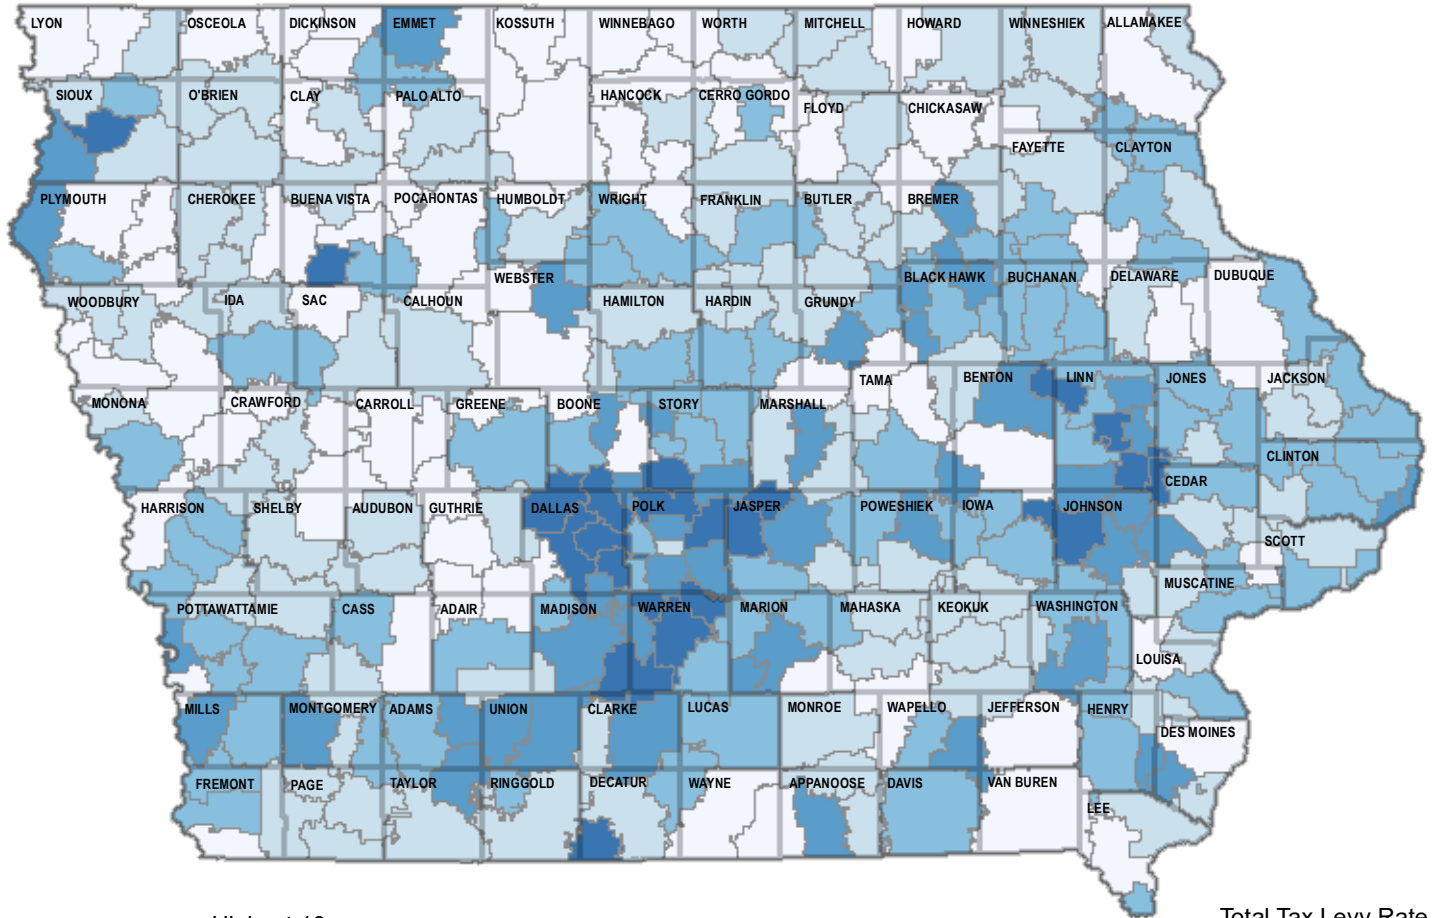 LYON OSCEOLA DICKINSON EMMET KOSSUTH WINNEBAGO WORTH MITCHELL HOWARD WINNESHIEK ALLAMAKEE
SIOUX O'BRIEN CLAY PALO ALTO HANCOCK CERRO GORDO FLOYD CHICKASAW
FAYETTE CLAYTON
PLYMOUTH CHEROKEE BUENA VISTA POCAHONTAS HUMBOLDT WRIGHT FRANKLIN BUTLER BREMER
WEBSTER BLACK HAWK BUCHANAN DELAWARE DUBUQUE
WOODBURY IDA SAC CALHOUN HAMILTON HARDIN GRUNDY
TAMA BENTON LINN JONES JACKSON
MONONA CRAWFORD CARROLL GREENE BOONE STORY MARSHALL
CLINTON
CEDAR
HARRISON SHELBY AUDUBON GUTHRIE DALLAS POLK JASPER POWESHIEK IOWA JOHNSON
SCOTT
MUSCATINE
POTTAWATTAMIE CASS ADAIR MADISON WARREN MARION MAHASKA KEOKUK WASHINGTON
LOUISA
MILLS MONTGOMERY ADAMS UNION CLARKE LUCAS MONROE WAPELLO JEFFERSON HENRY
DES MOINES
FREMONT PAGE TAYLOR RINGGOLD DECATUR WAYNE APPANOOSE DAVIS VAN BUREN
LEE
Total Tax Levy Rate